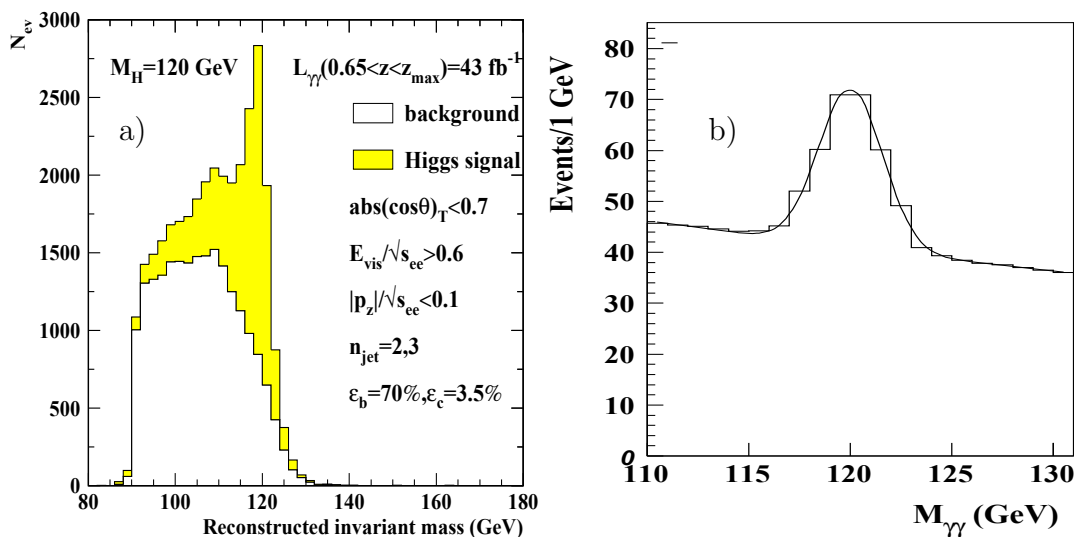 N_ev
3000
2500
2000
1500
1000
500
0
M_H=120 GeV
L_γγ(0.65<z<z_max)=43 fb^-1
a)
background
Higgs signal
abs(cosθ)_T<0.7
E_vis/√s_ee>0.6
|p_z|/√s_ee<0.1
n_jet=2,3
ε_b=70%,ε_c=3.5%
80 100 120 140 160 180
Reconstructed invariant mass (GeV)
Events/1 GeV
80
70
60
50
40
30
20
10
0
b)
110 115 120 125 130
M_γγ (GeV)